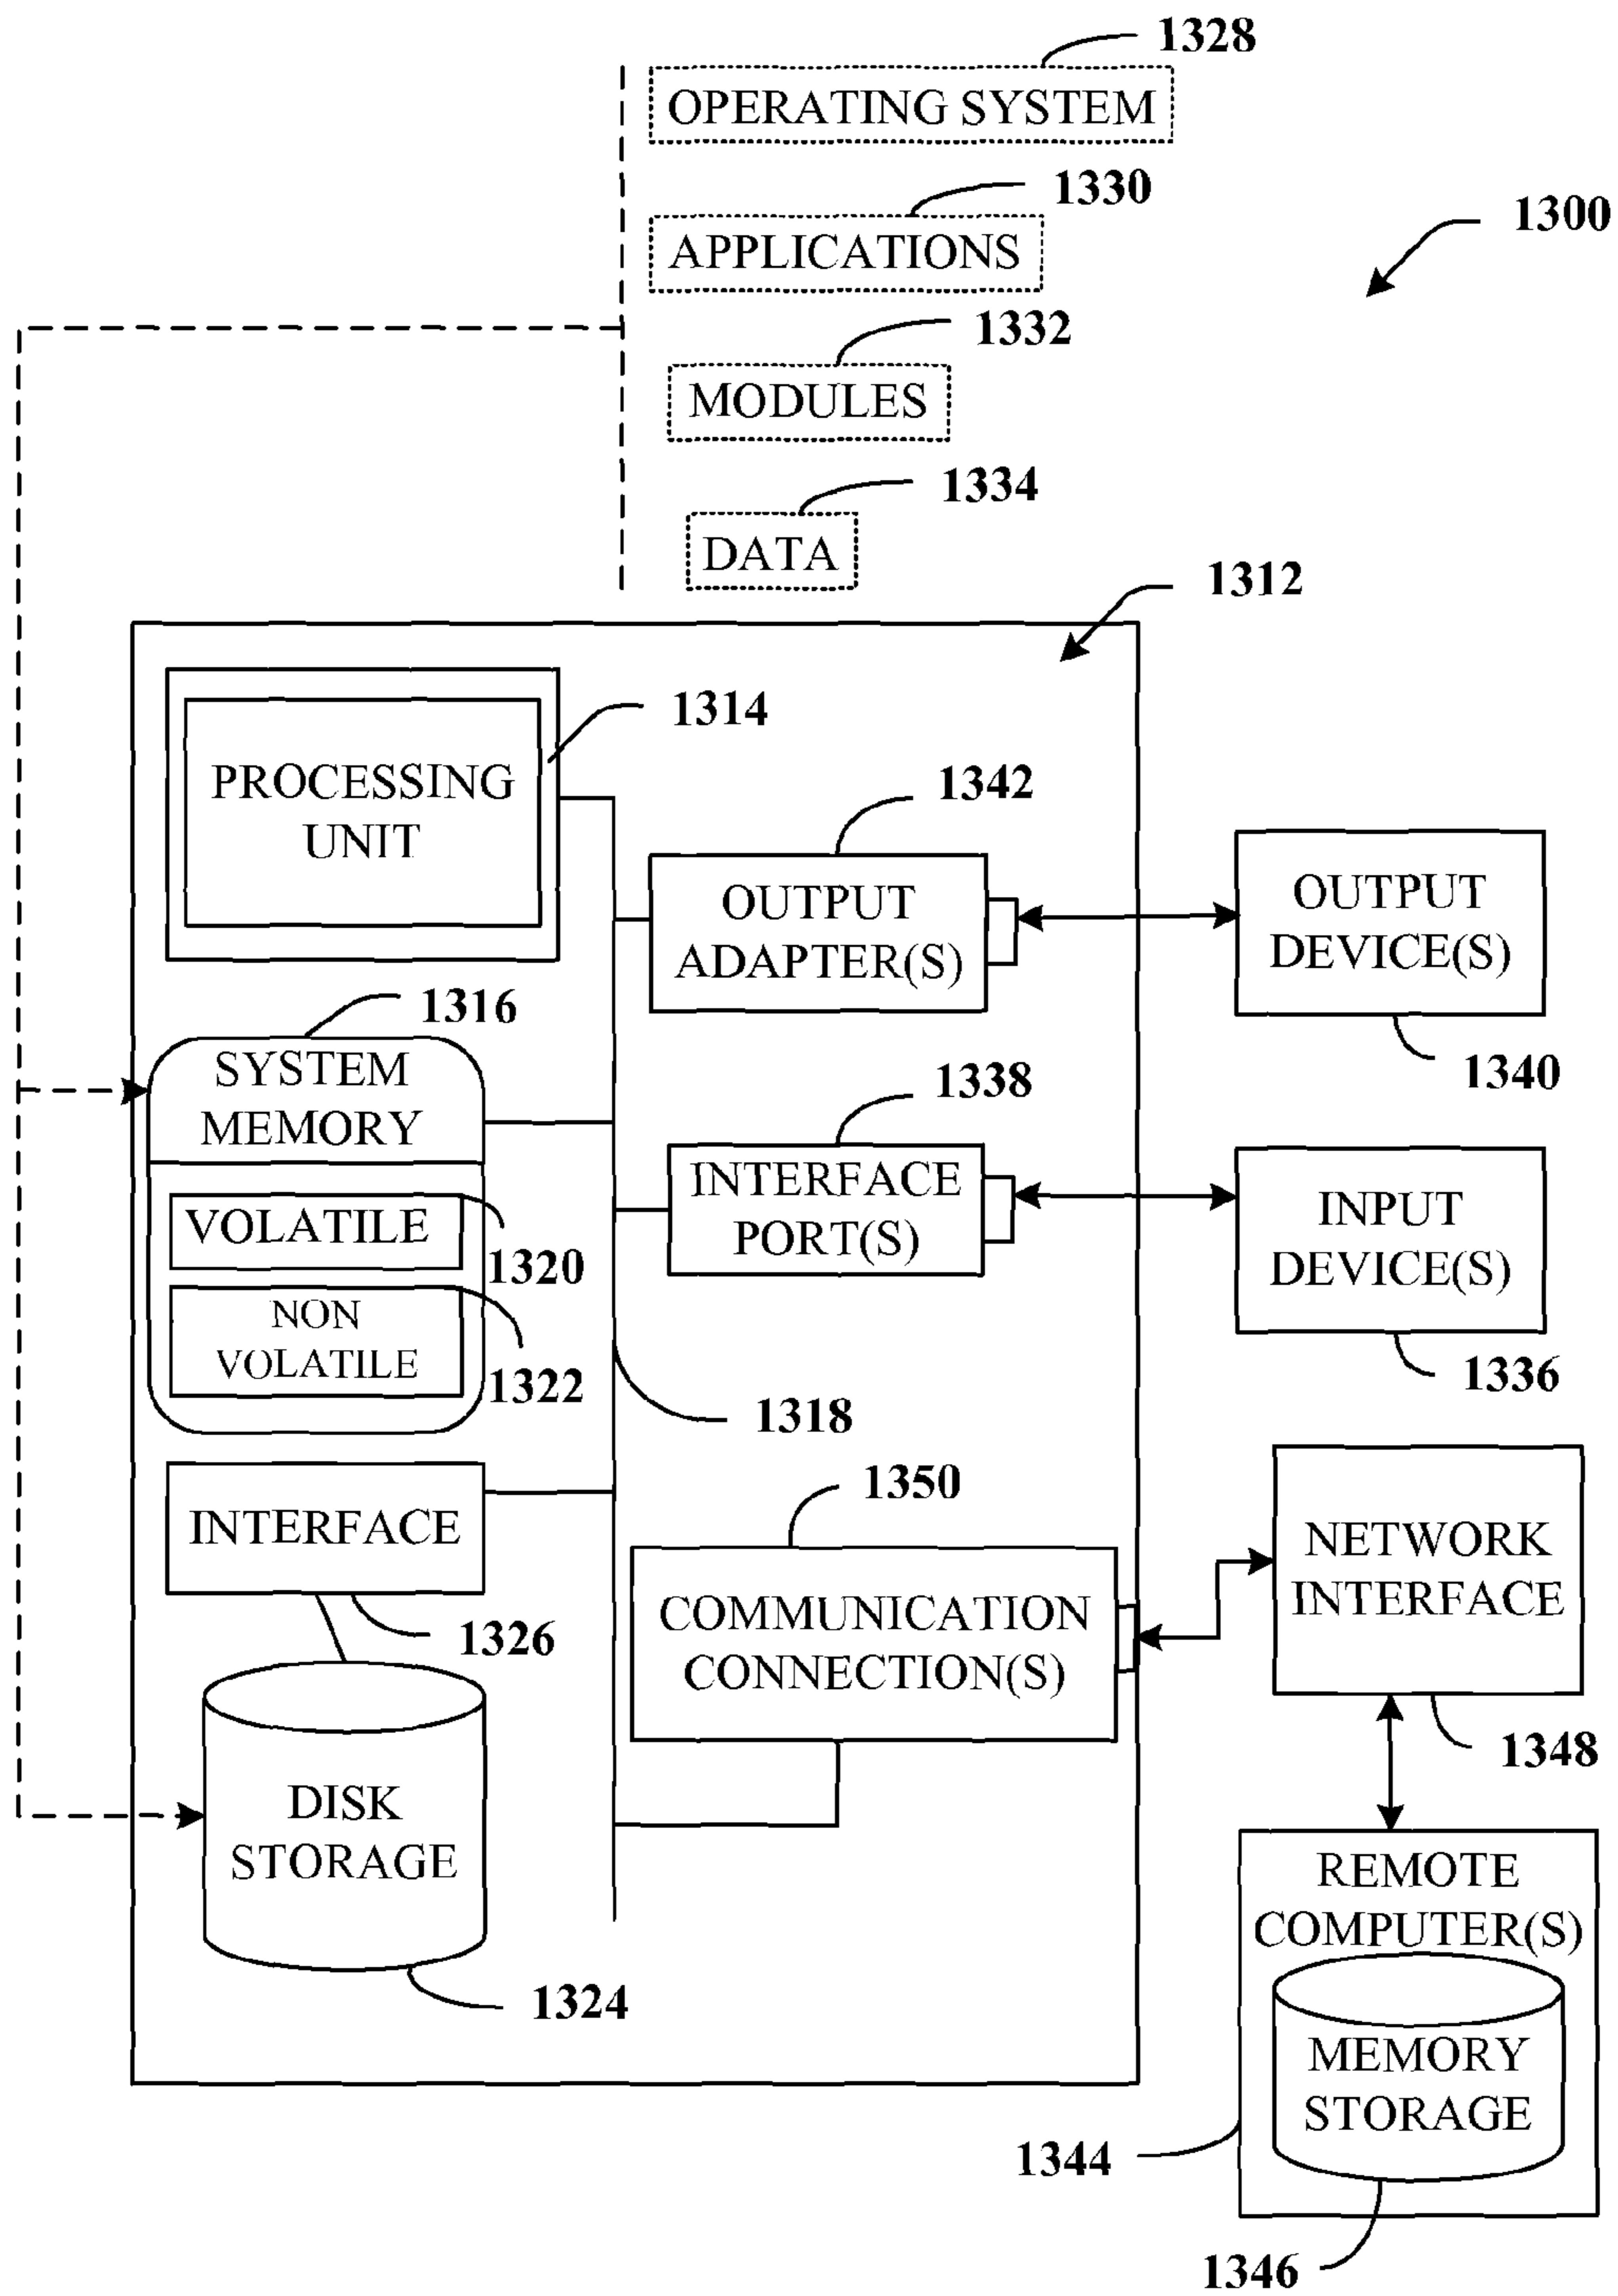 1328
OPERATING SYSTEM
1330
APPLICATIONS
1300
1332
MODULES
1334
DATA
1312
1314
PROCESSING
UNIT
1342
OUTPUT
ADAPTER(S)
OUTPUT
DEVICE(S)
1340
1316
SYSTEM
MEMORY
1338
INTERFACE
PORT(S)
INPUT
DEVICE(S)
1336
VOLATILE
1320
NON
VOLATILE
1322
1318
INTERFACE
1326
1350
COMMUNICATION
CONNECTION(S)
NETWORK
INTERFACE
1348
DISK
STORAGE
1324
REMOTE
COMPUTER(S)
MEMORY
STORAGE
1344
1346